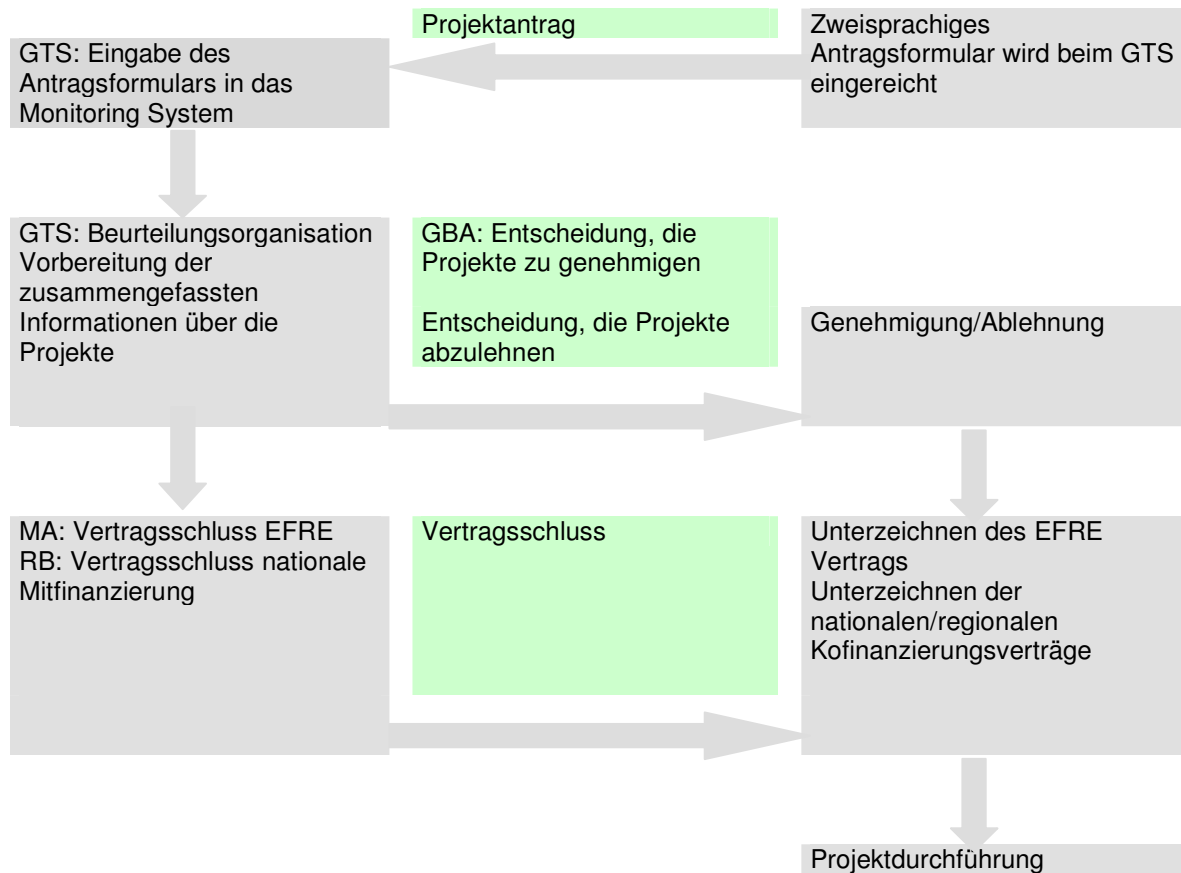 Projektantrag
Zweisprachiges
Antragsformular wird beim GTS
eingereicht
GTS: Eingabe des
Antragsformulars in das
Monitoring System
GTS: Beurteilungsorganisation
Vorbereitung der
zusammengefassten
Informationen über die
Projekte
GBA: Entscheidung, die
Projekte zu genehmigen
Entscheidung, die Projekte
abzulehnen
Genehmigung/Ablehnung
MA: Vertragsschluss EFRE
RB: Vertragsschluss nationale
Mitfinanzierung
Vertragsschluss
Unterzeichnen des EFRE
Vertrags
Unterzeichnen der
nationalen/regionalen
Kofinanzierungsverträge
Projektdurchführung